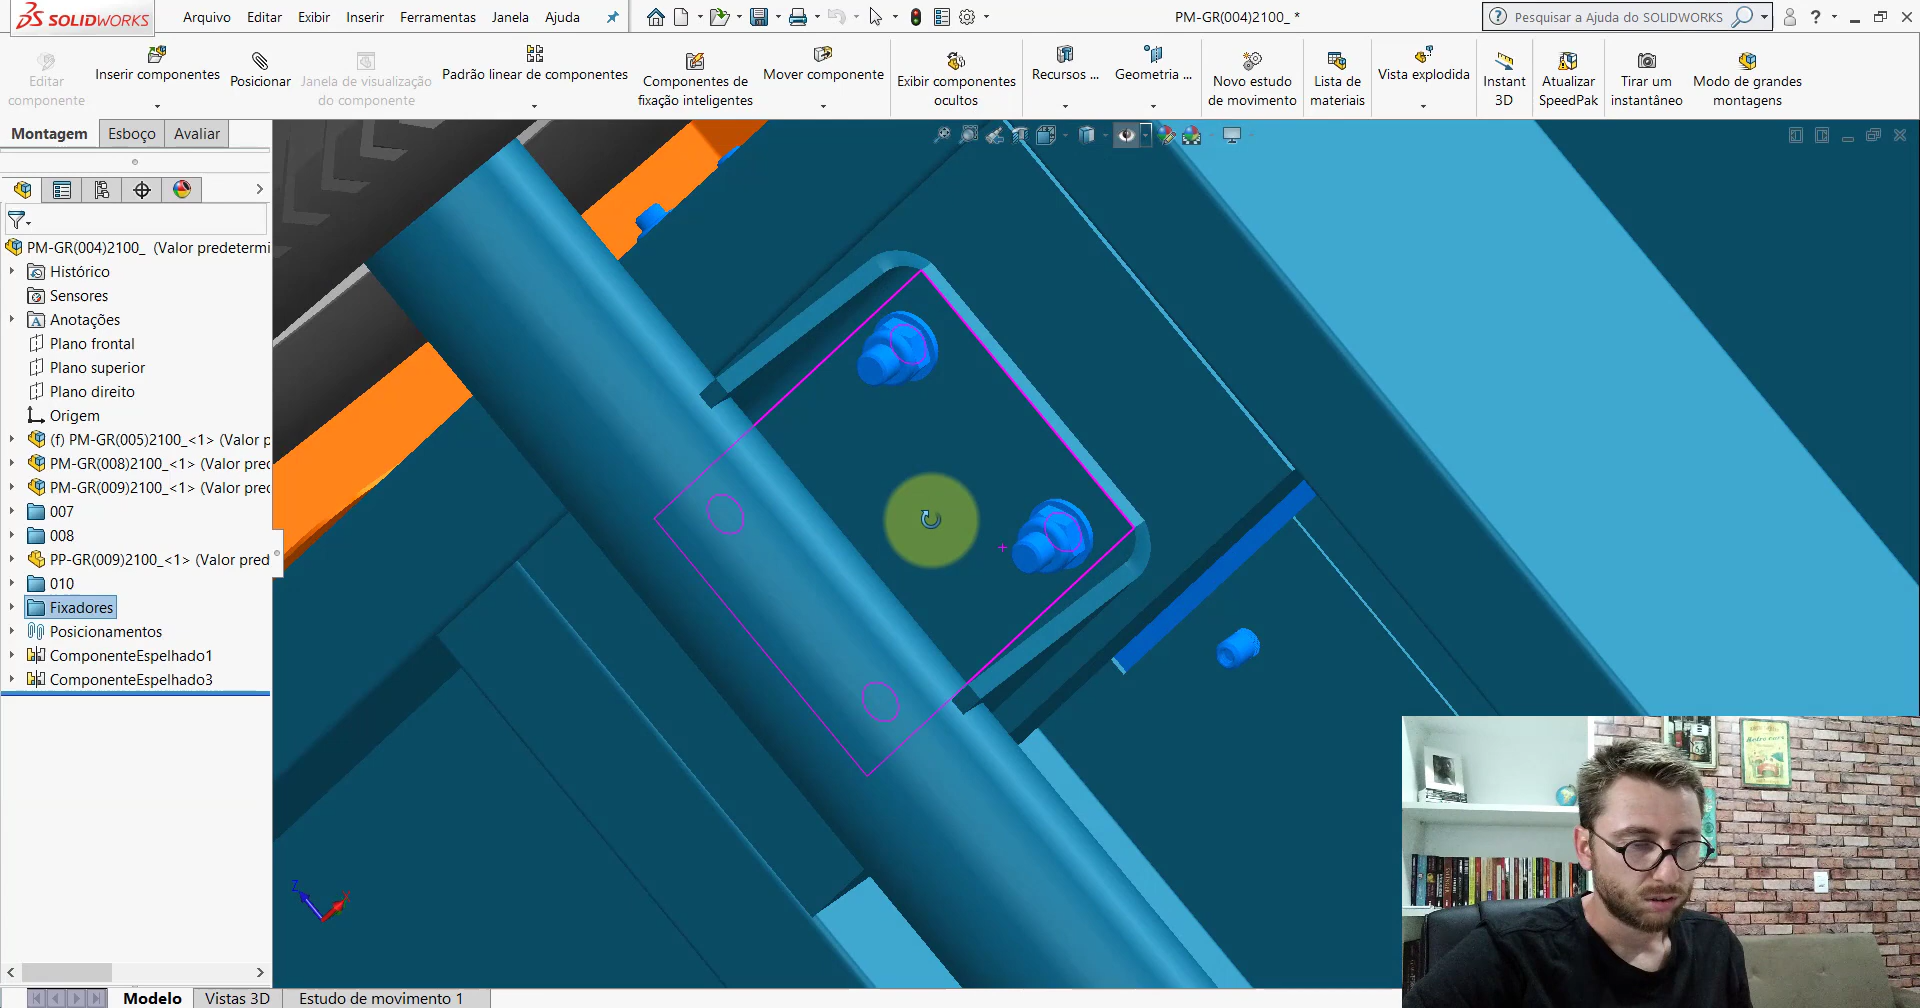 SOLIDWORKS
Arquivo Editar Exibir Inserir Ferramentas Janela Ajuda
PM-GR(004)2100_ *
Pesquisar a Ajuda do SOLIDWORKS
Editar componente
Inserir componentes
Posicionar
Janela de visualização do componente
Padrão linear de componentes
Componentes de fixação inteligentes
Mover componente
Exibir componentes ocultos
Recursos ...
Geometria ...
Novo estudo de movimento
Lista de materiais
Vista explodida
Instant 3D
Atualizar SpeedPak
Tirar um instantâneo
Modo de grandes montagens
Montagem Esboço Avaliar
PM-GR(004)2100_ (Valor predetermi
Histórico
Sensores
Anotações
Plano frontal
Plano superior
Plano direito
Origem
(f) PM-GR(005)2100_<1> (Valor p
PM-GR(008)2100_<1> (Valor pred
PM-GR(009)2100_<1> (Valor pred
007
008
PP-GR(009)2100_<1> (Valor pred
010
Fixadores
Posicionamentos
ComponenteEspelhado1
ComponenteEspelhado3
Z
X
Modelo Vistas 3D Estudo de movimento 1